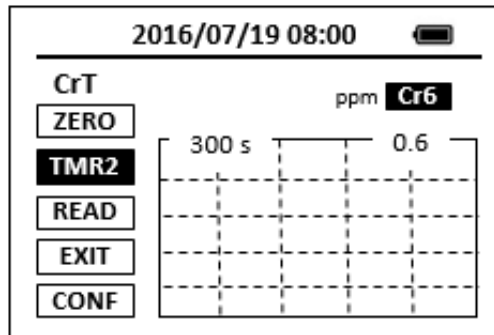 2016/07/19 08:00
CrT
ppm Cr6
ZERO
300 s 0.6
TMR2
READ
EXIT
CONF